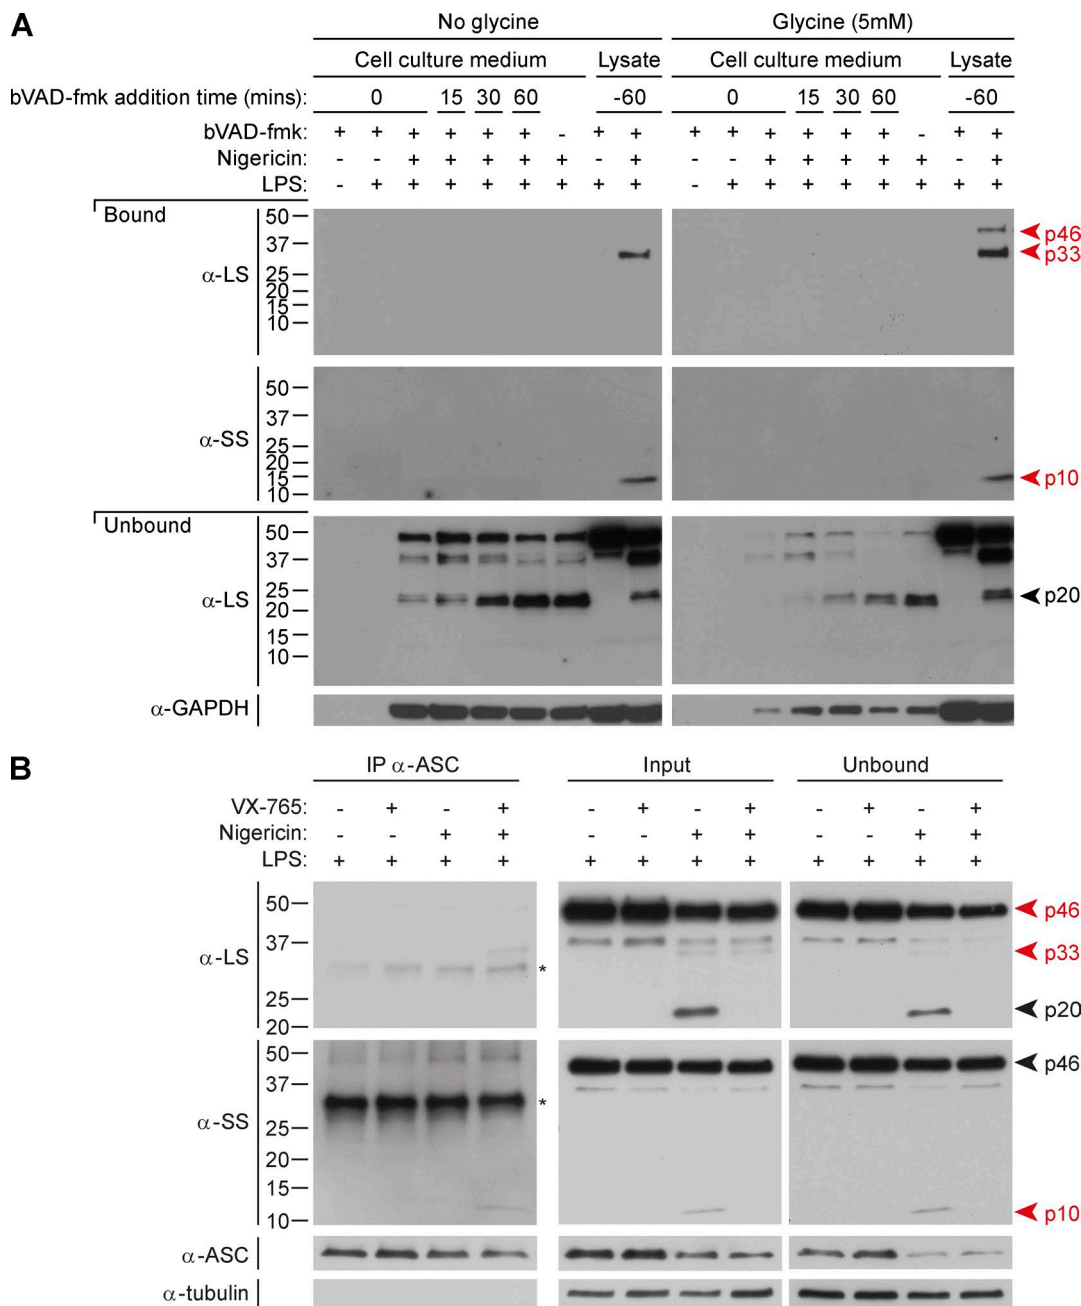 A
No glycine Glycine (5mM)
Cell culture medium Lysate Cell culture medium Lysate
bVAD-fmk addition time (mins): 0 15 30 60 -60 0 15 30 60 -60
bVAD-fmk: + + + + + + - + + + + + + + + - + +
Nigericin: - - + + + + + - + - - + + + + + - +
LPS: - + + + + + + + + - + + + + + + + +
Bound
α-LS
50
37
25
20
15
10
p46
p33
α-SS
50
37
25
20
15
10
p10
Unbound
α-LS
50
37
25
20
15
10
p20
α-GAPDH
B
IP α-ASC Input Unbound
VX-765: - + - + - + - + - + - +
Nigericin: - - + + - - + + - - + +
LPS: + + + + + + + + + + + +
α-LS
50
37
25
20
*
p46
p33
p20
α-SS
50
37
25
20
15
10
*
p46
p10
α-ASC
α-tubulin